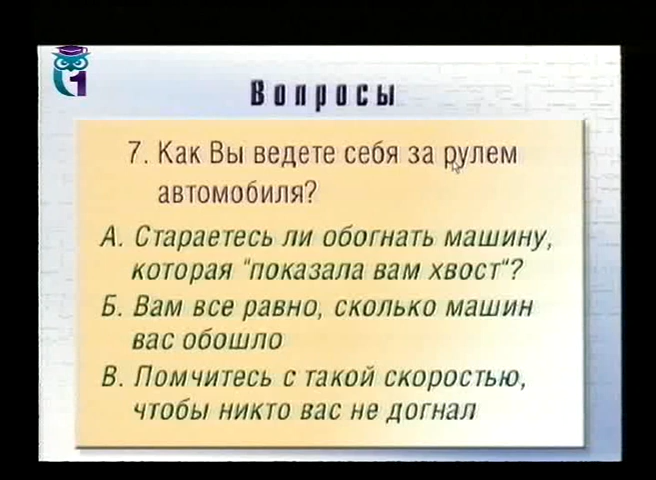 1
Вопросы
7. Как Вы ведете себя за рулем
автомобиля?
А. Стараетесь ли обогнать машину,
которая "показала вам хвост"?
Б. Вам все равно, сколько машин
вас обошло
В. Помчитесь с такой скоростью,
чтобы никто вас не догнал